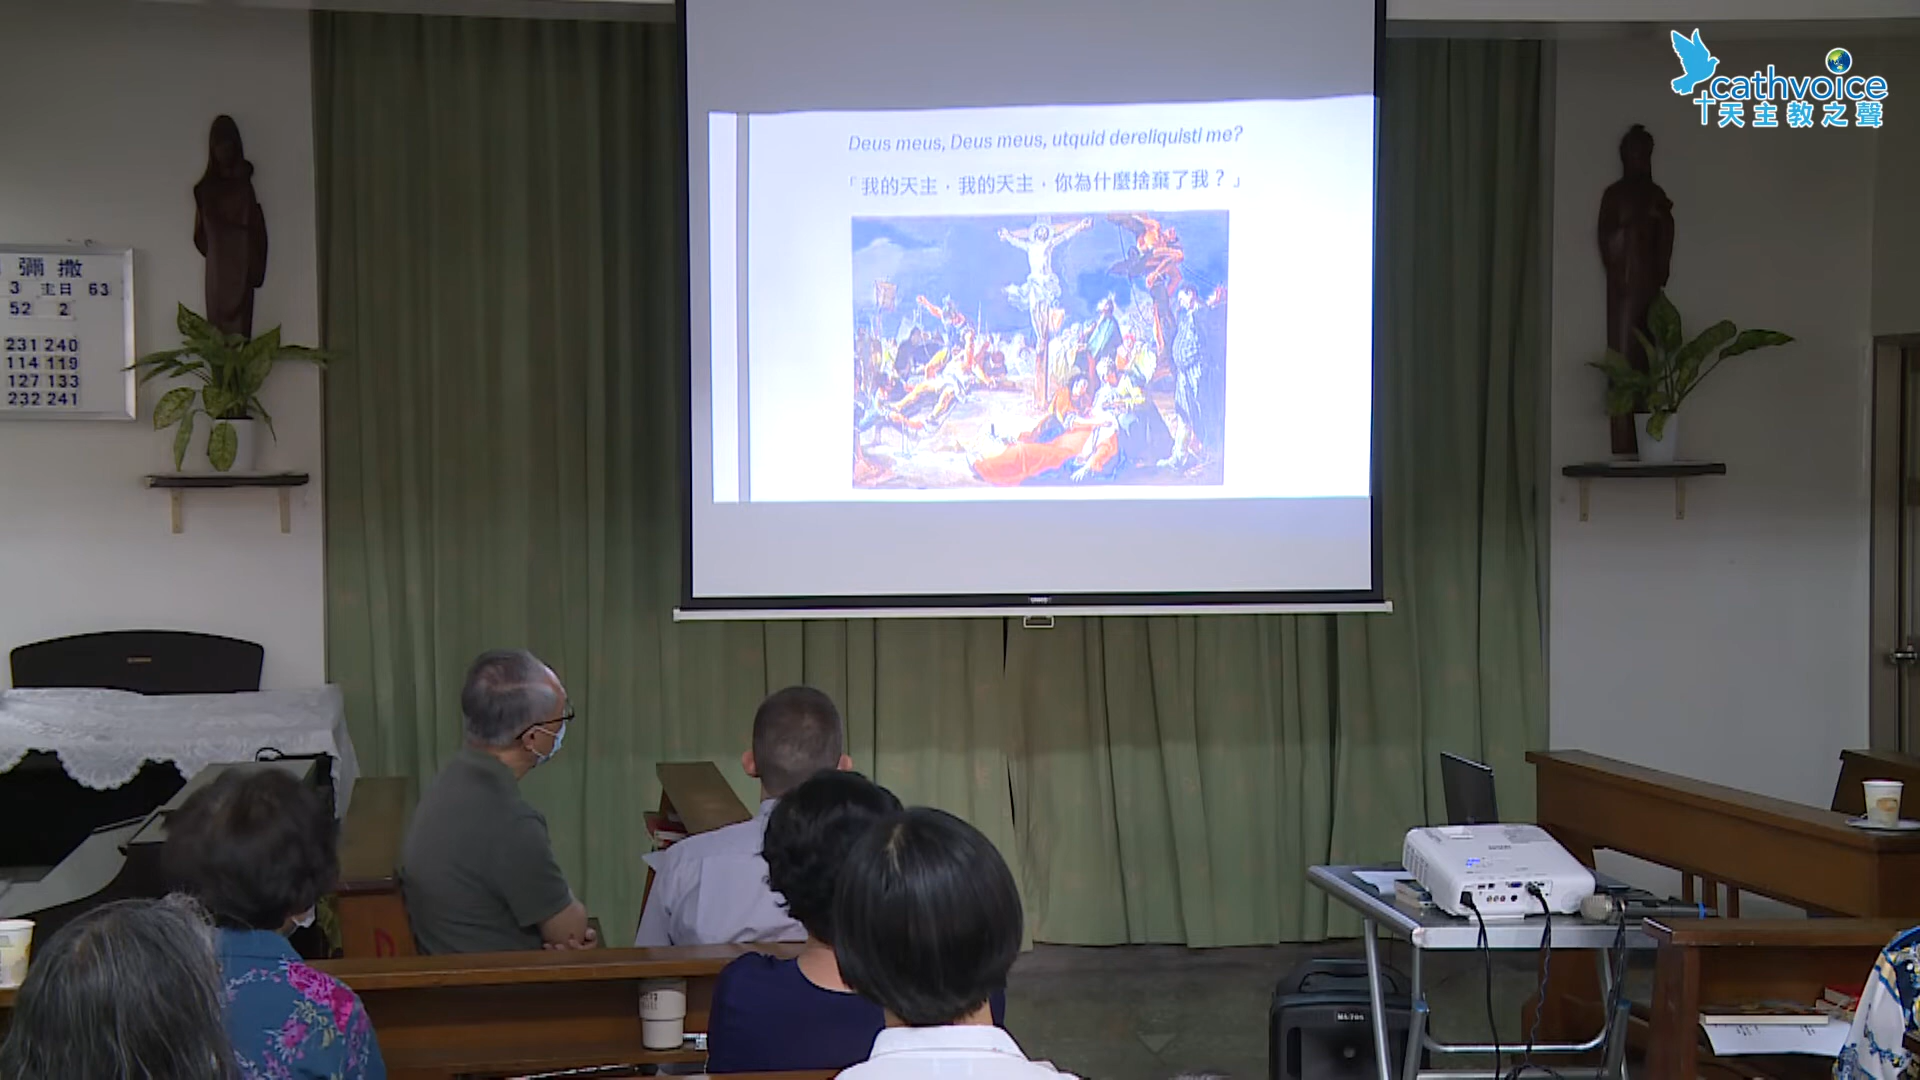 cathvoice
天主教之聲
Deus meus, Deus meus, utquid dereliquisti me?
「我的天主，我的天主，你為什麼捨棄了我？」
彌撒
3 主日 63
52 2
231 240
114 119
127 133
232 241
MA-705